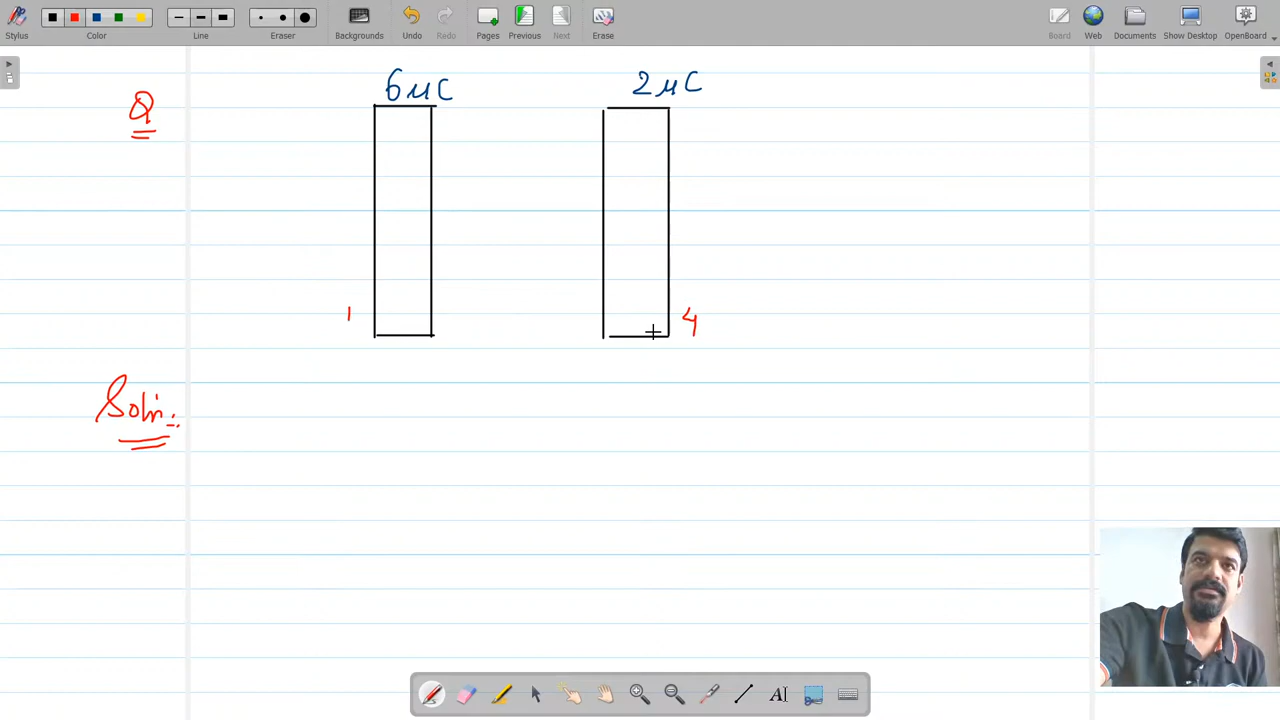 Stylus Color Line Eraser Backgrounds Undo Redo Pages Previous Next Erase Board Web Documents Show Desktop OpenBoard
6μC 2μC
Q
1 4
Soln: